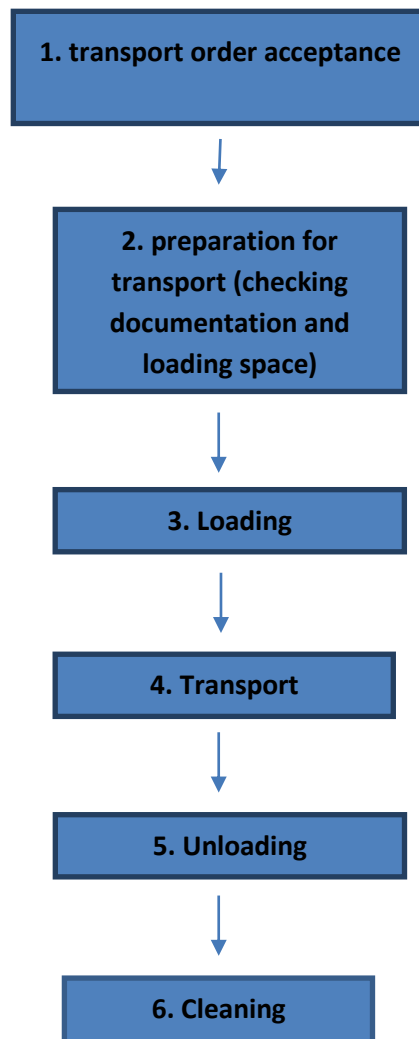 1. transport order acceptance
2. preparation for
transport (checking
documentation and
loading space)
3. Loading
4. Transport
5. Unloading
6. Cleaning